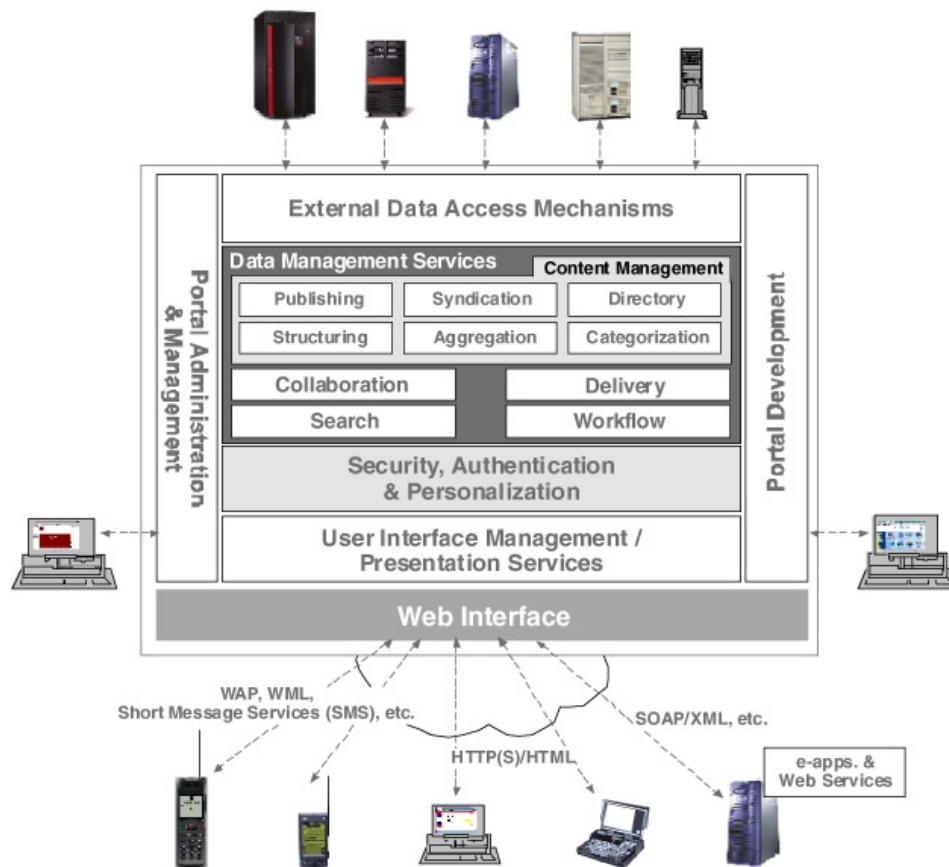 External Data Access Mechanisms
Portal Administration
& Management
Data Management Services
Content Management
Publishing
Syndication
Directory
Structuring
Aggregation
Categorization
Collaboration
Delivery
Search
Workflow
Portal Development
Security, Authentication
& Personalization
User Interface Management /
Presentation Services
Web Interface
WAP, WML,
Short Message Services (SMS), etc.
HTTP(S)/HTML
SOAP/XML, etc.
e-apps. &
Web Services